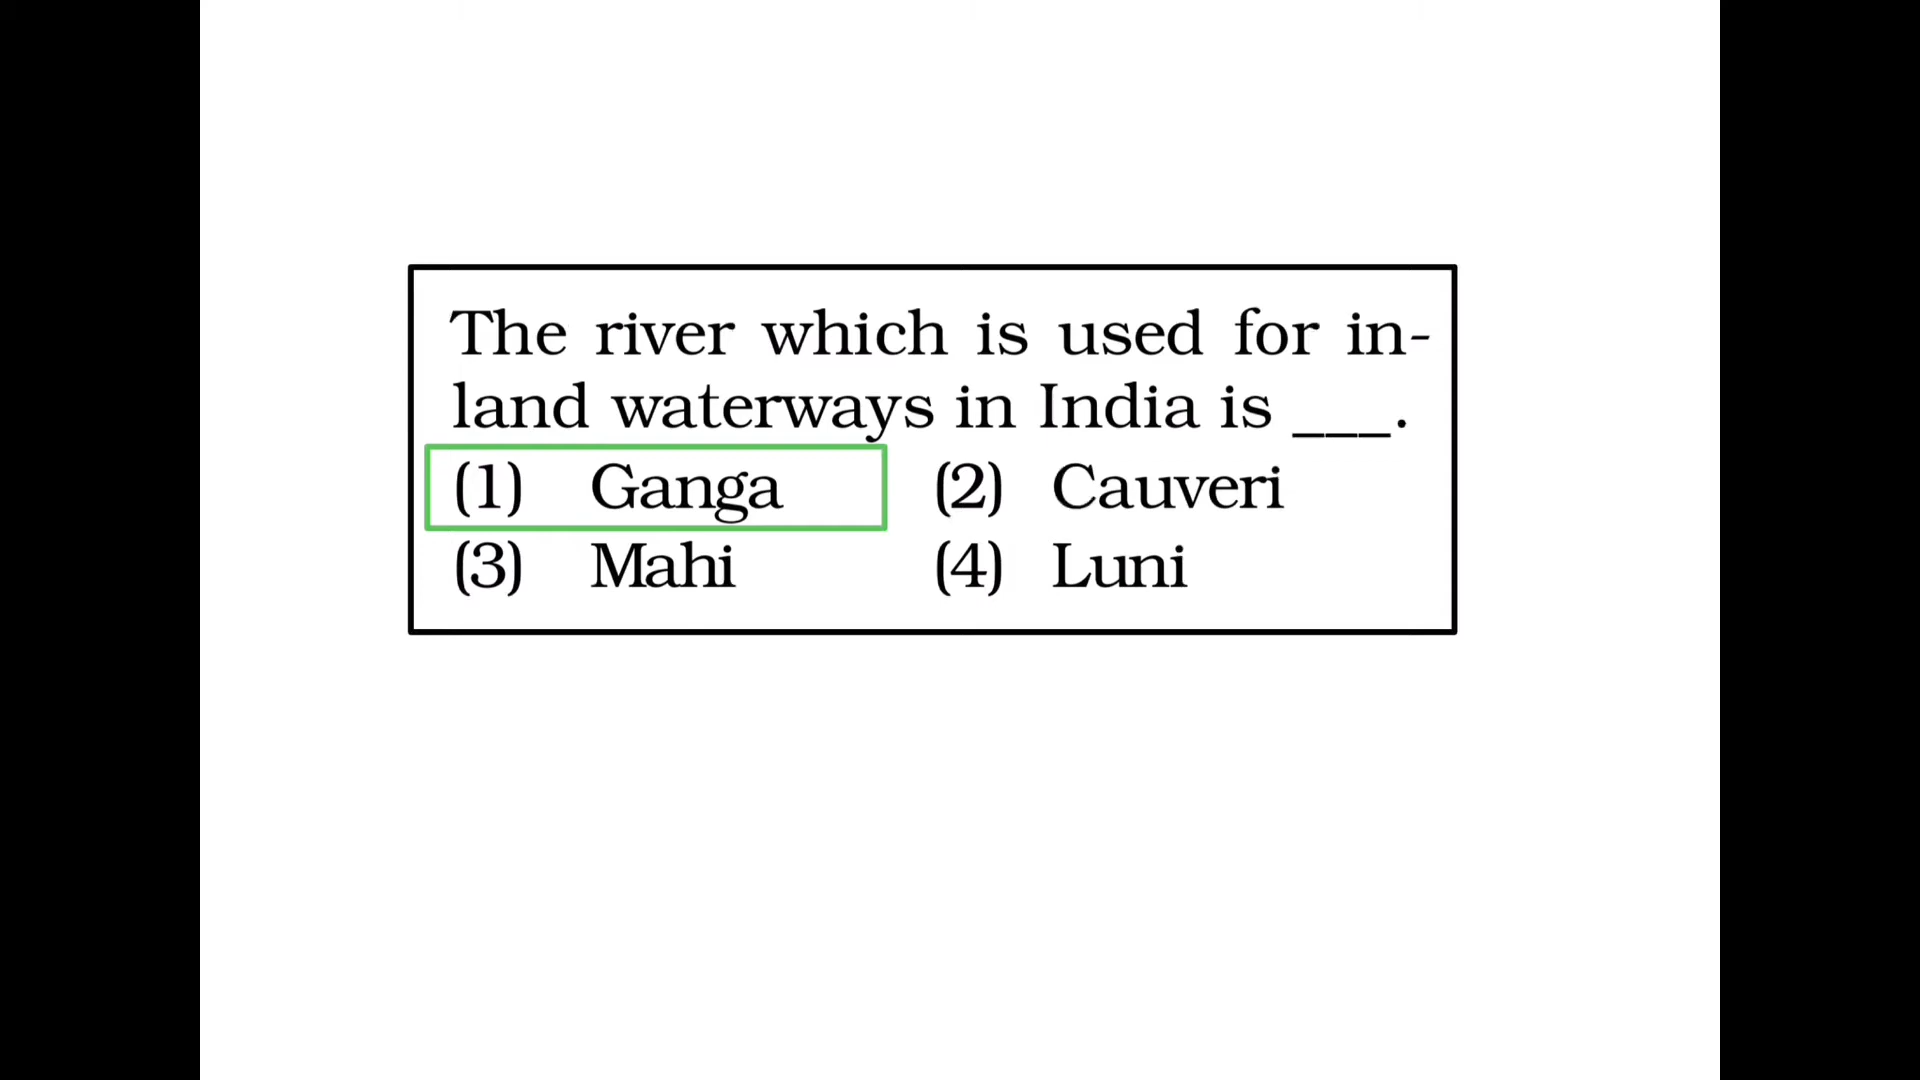 The river which is used for in-
land waterways in India is ___.
(1) Ganga (2) Cauveri
(3) Mahi (4) Luni